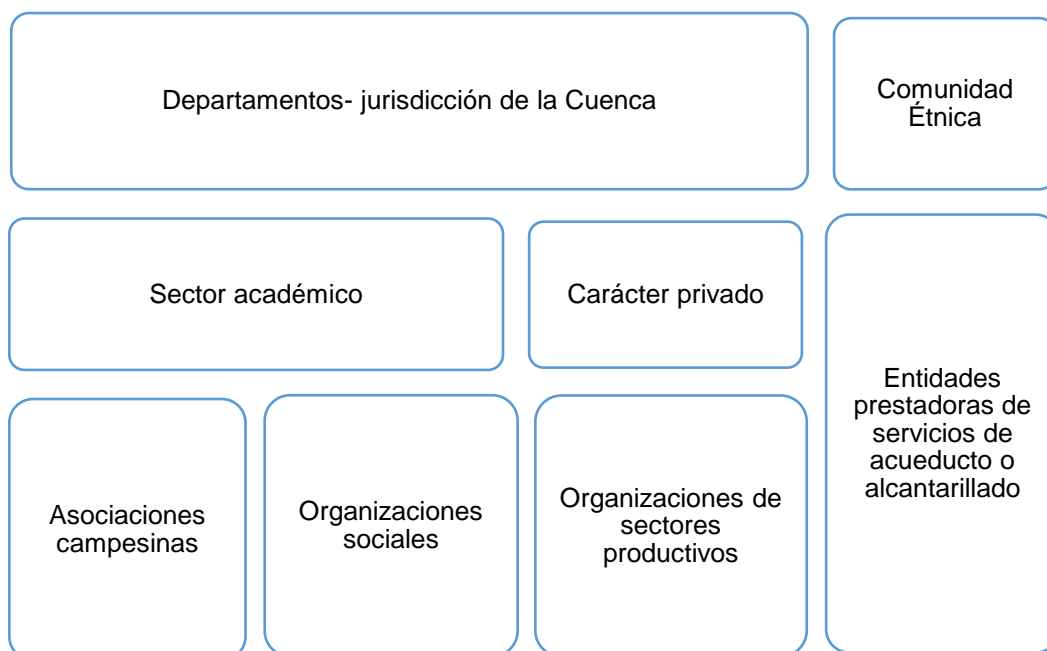 Departamentos- jurisdicción de la Cuenca
Comunidad
Étnica
Sector académico
Carácter privado
Entidades
prestadoras de
servicios de
acueducto o
alcantarillado
Asociaciones
campesinas
Organizaciones
sociales
Organizaciones de
sectores
productivos